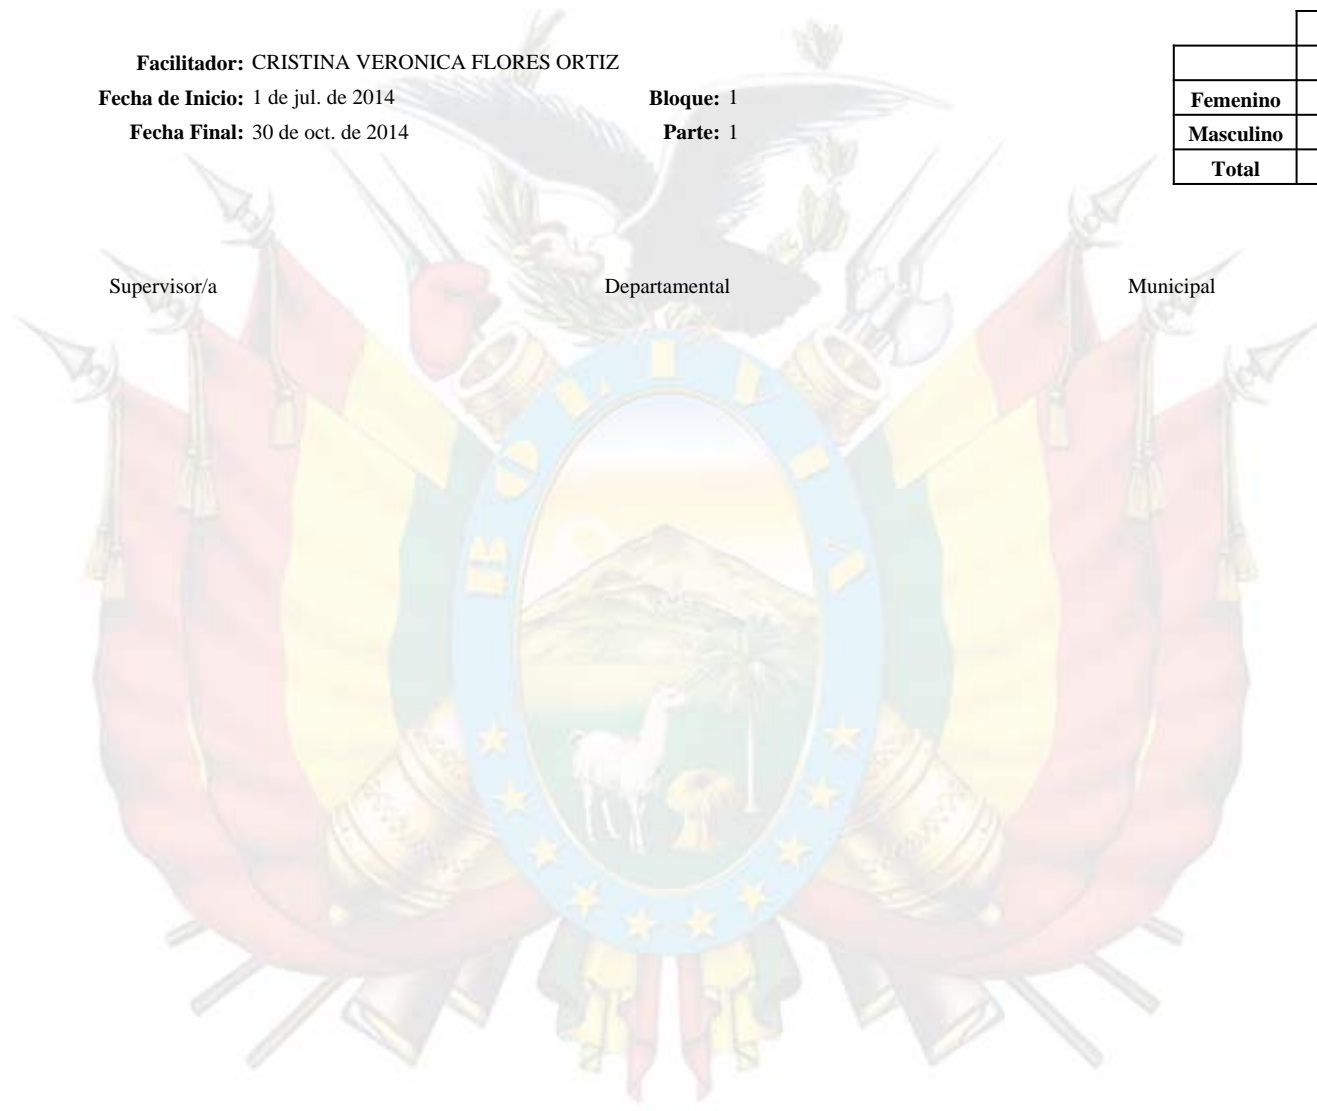 Facilitador: CRISTINA VERONICA FLORES ORTIZ
Fecha de Inicio: 1 de jul. de 2014 Bloque: 1
Fecha Final: 30 de oct. de 2014 Parte: 1
Femenino
Masculino
Total
Supervisor/a Departamental Municipal
BOLIVIA